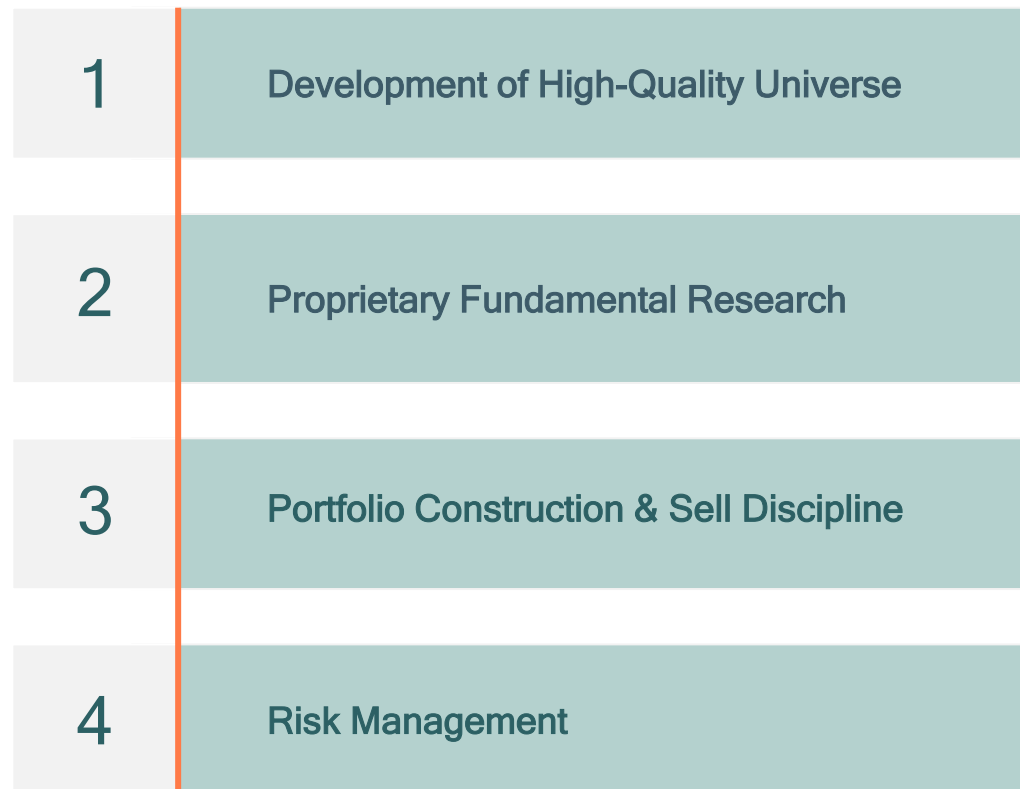 1
Development of High-Quality Universe
2
Proprietary Fundamental Research
3
Portfolio Construction & Sell Discipline
4
Risk Management